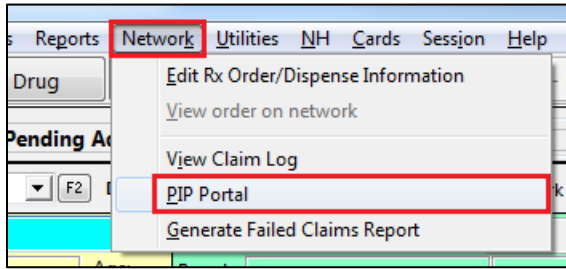 Reports Network Utilities NH Cards Session Help
Drug
Edit Rx Order/Dispense Information
View order on network
Pending
View Claim Log
F2
PIP Portal
Generate Failed Claims Report